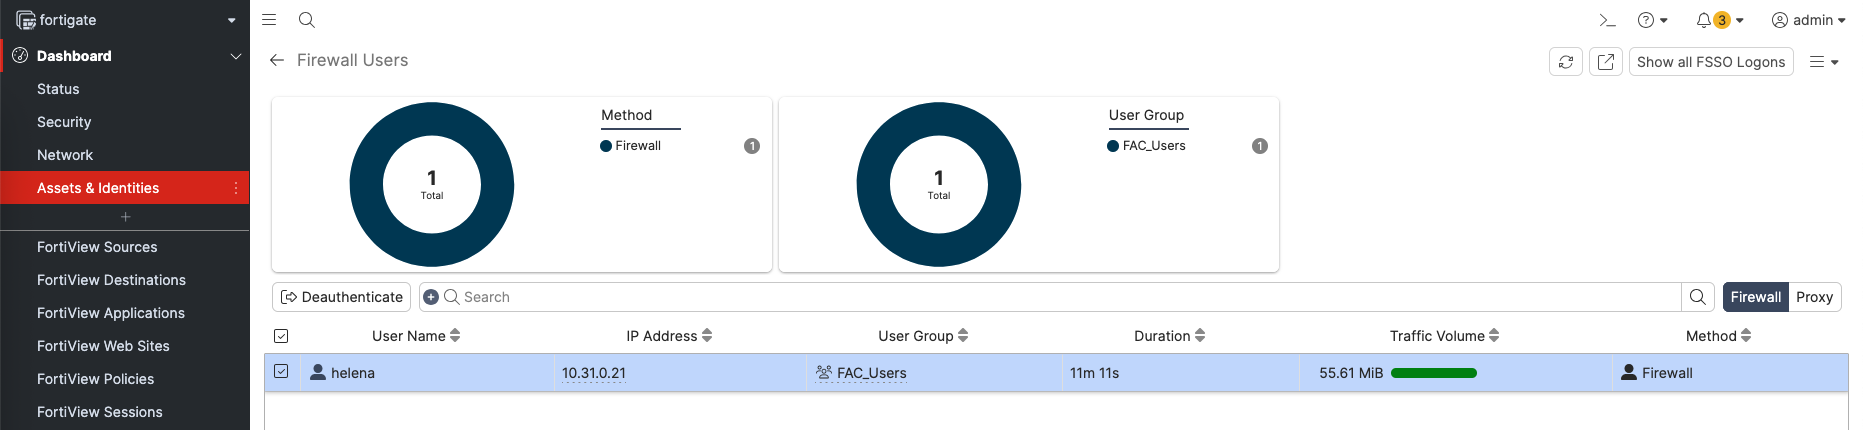 fortigate
3
admin
Dashboard
Status
Security
Network
Assets & Identities
FortiView Sources
FortiView Destinations
FortiView Applications
FortiView Web Sites
FortiView Policies
FortiView Sessions
Firewall Users
Show all FSSO Logons
1
Total
Method
Firewall
1
1
Total
User Group
FAC_Users
1
Deauthenticate
Search
Firewall
Proxy
User Name
IP Address
User Group
Duration
Traffic Volume
Method
helena
10.31.0.21
FAC_Users
11m 11s
55.61 MiB
Firewall